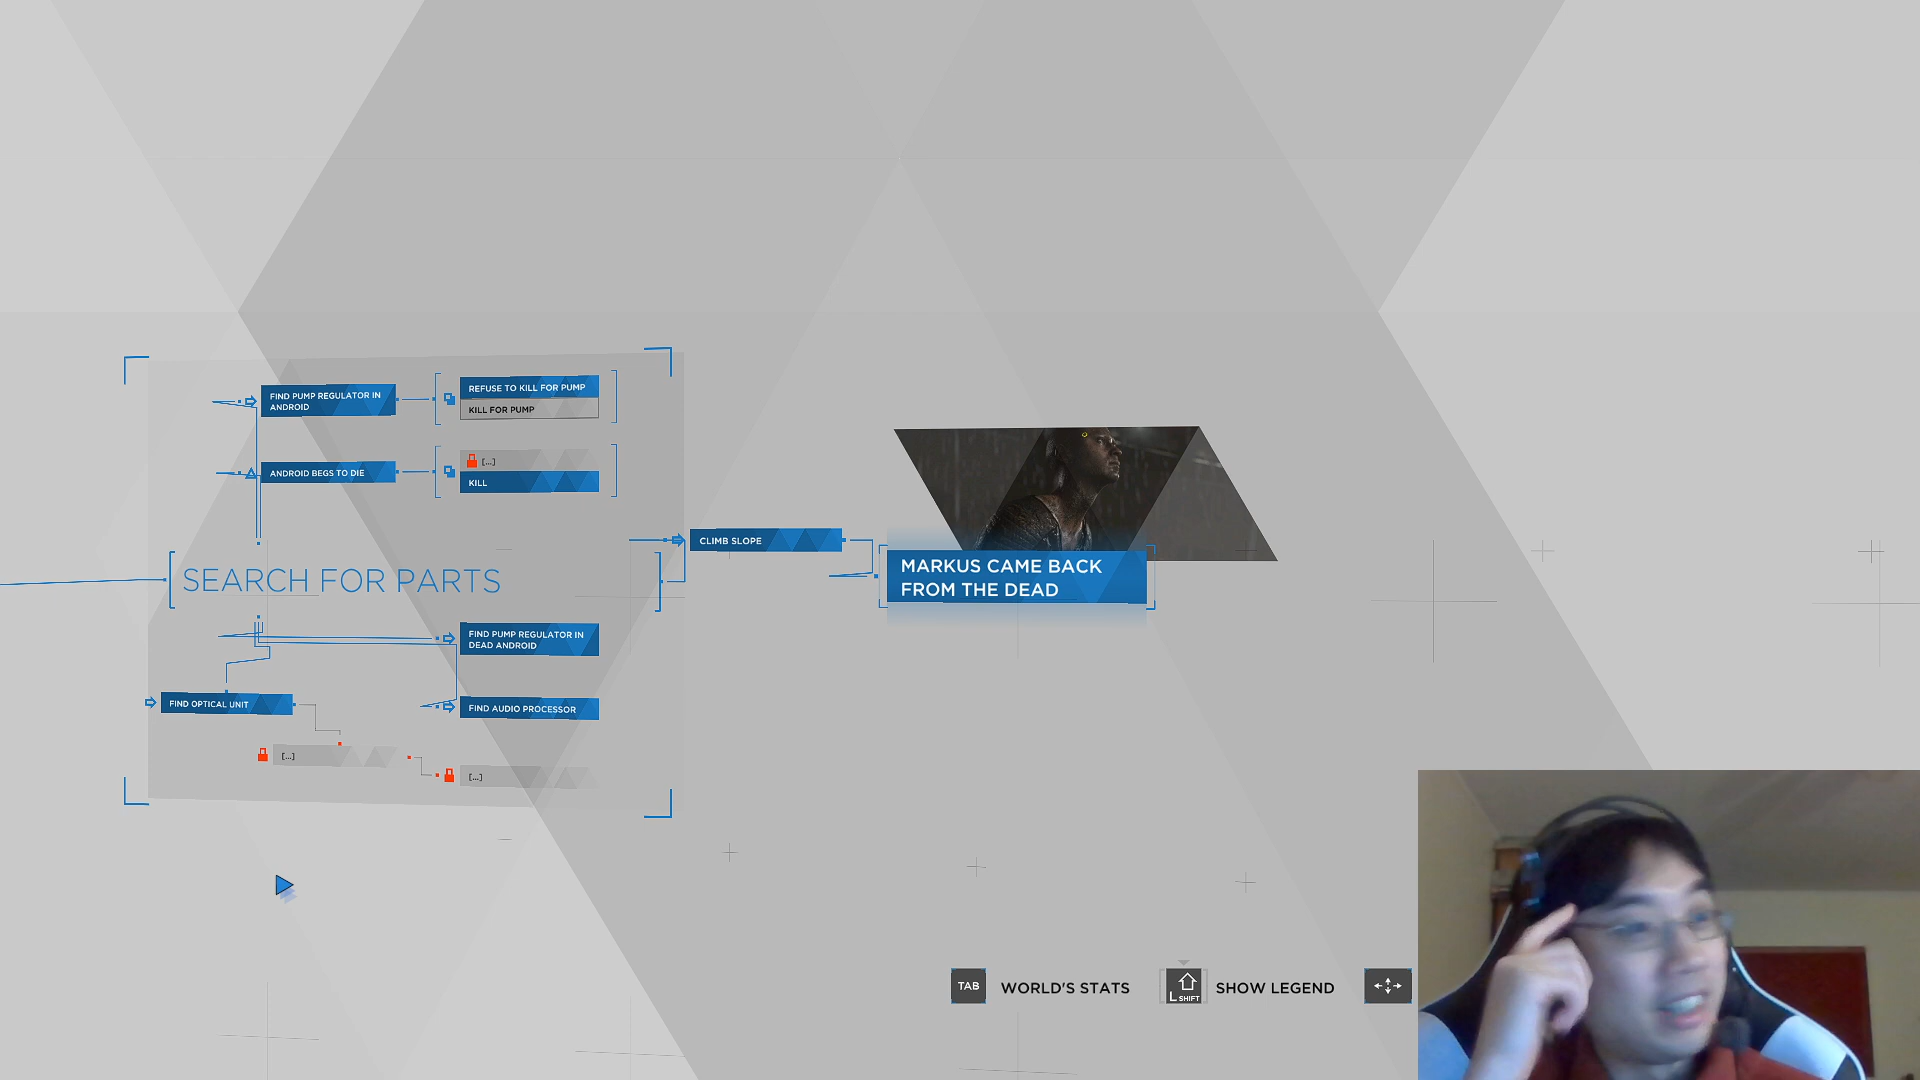 FIND PUMP REGULATOR IN
ANDROID
REFUSE TO KILL FOR PUMP
KILL FOR PUMP
ANDROID BEGS TO DIE
[...]
KILL
CLIMB SLOPE
SEARCH FOR PARTS
MARKUS CAME BACK
FROM THE DEAD
FIND PUMP REGULATOR IN
DEAD ANDROID
FIND OPTICAL UNIT
FIND AUDIO PROCESSOR
[...]
[...]
TAB WORLD'S STATS
L SHIFT SHOW LEGEND